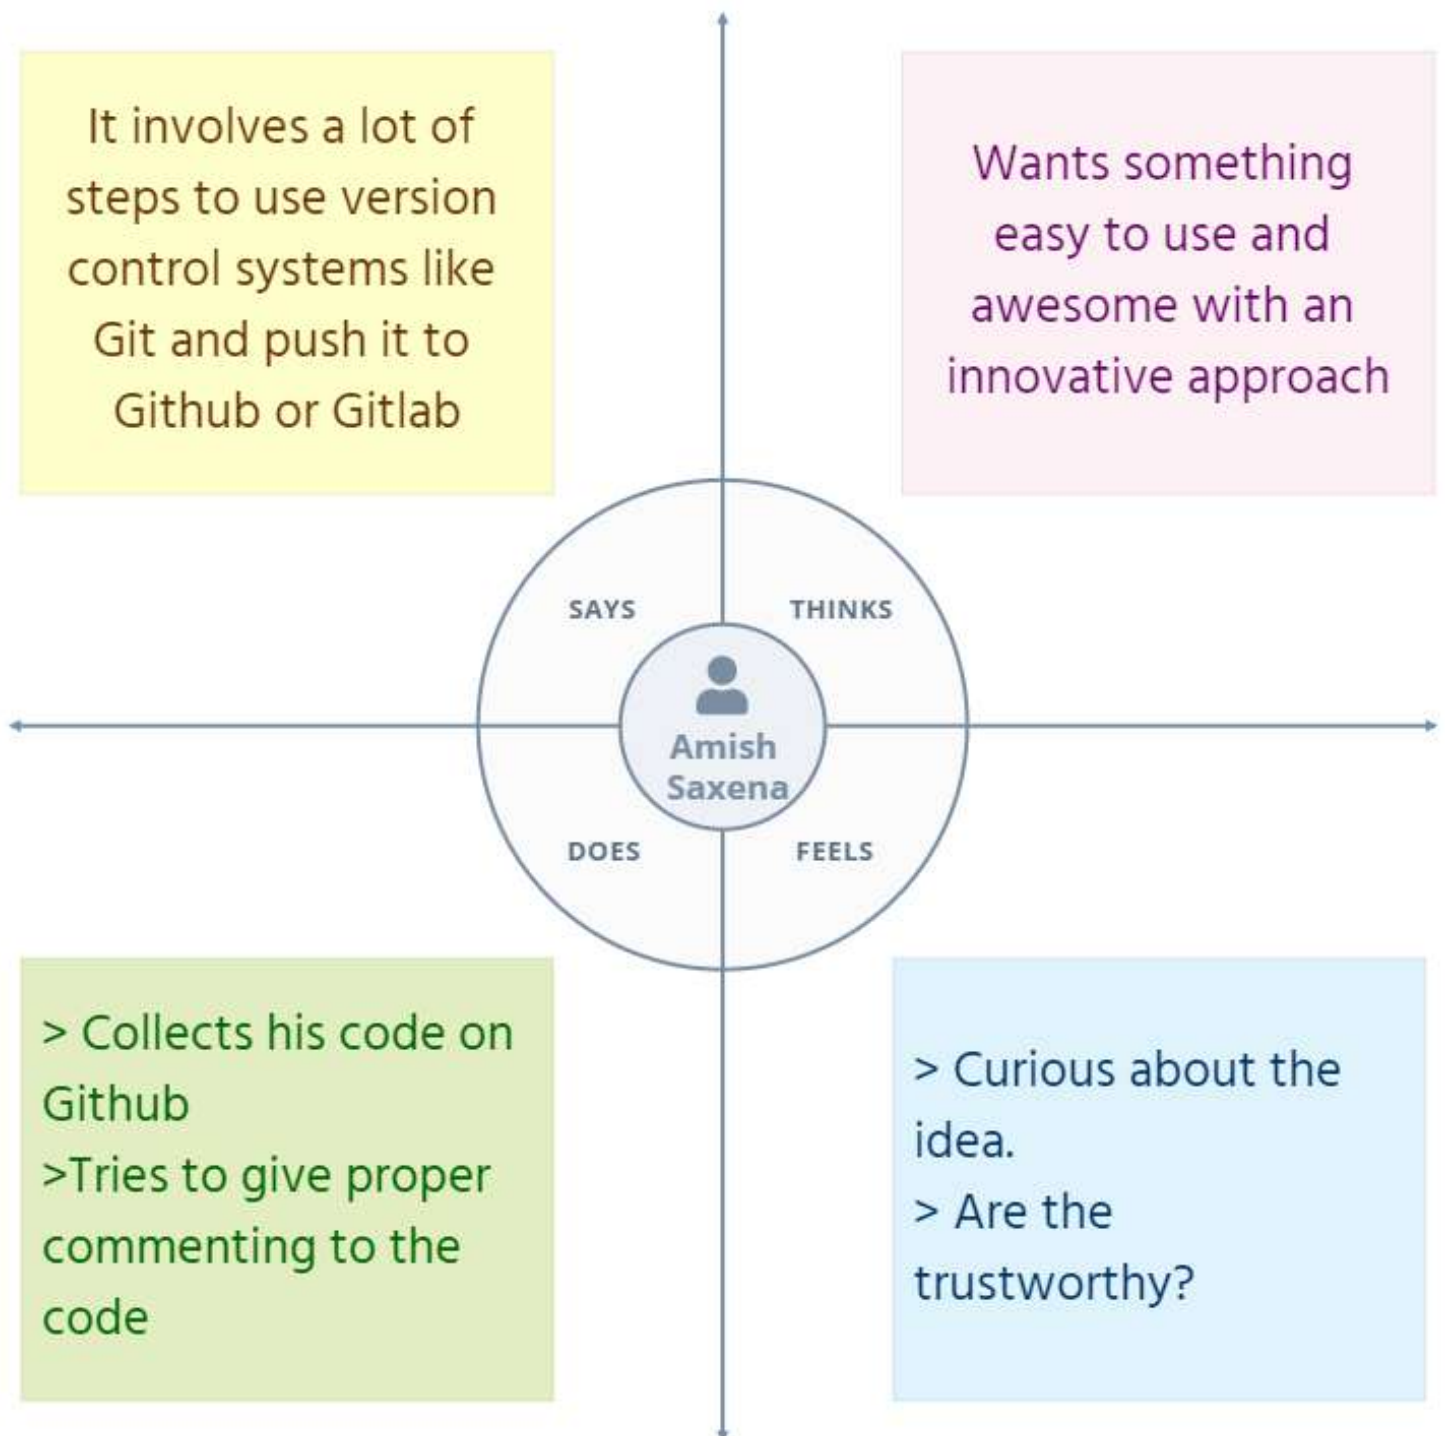 It involves a lot of
steps to use version
control systems like
Git and push it to
Github or Gitlab
Wants something
easy to use and
awesome with an
innovative approach
SAYS
THINKS
Amish
Saxena
DOES
FEELS
> Collects his code on
Github
>Tries to give proper
commenting to the
code
> Curious about the
idea.
> Are the
trustworthy?